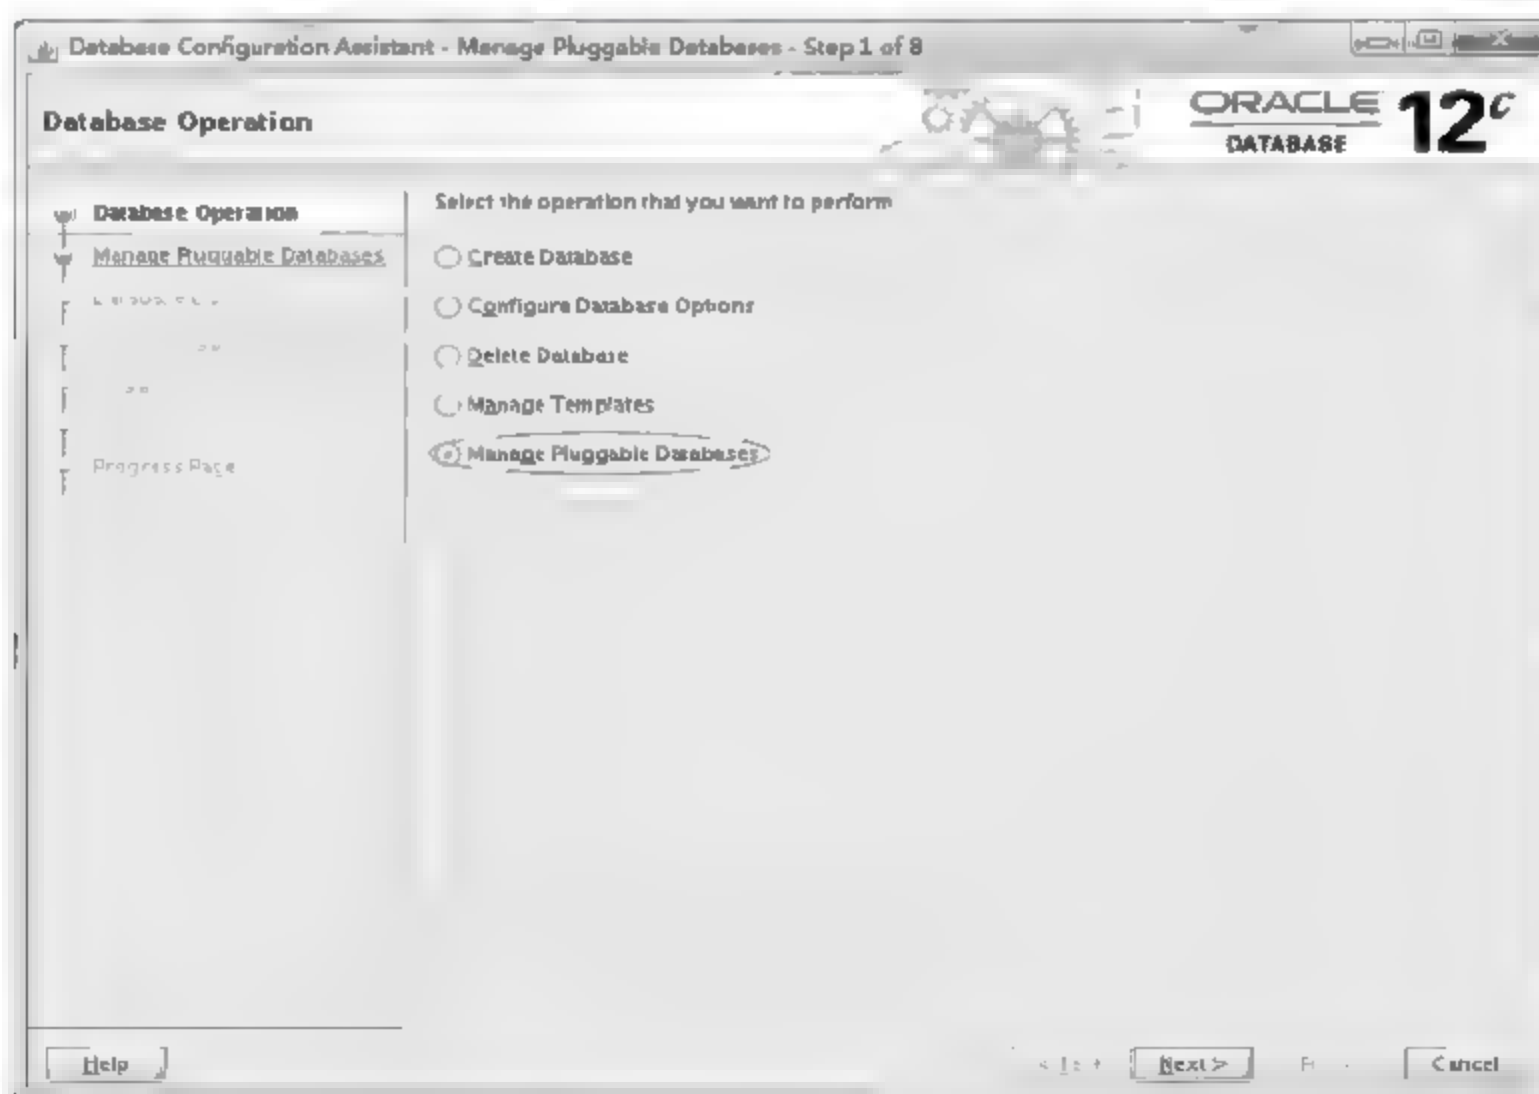 Database Configuration Assistant - Manage Pluggable Databases - Step 1 of 8
Database Operation
ORACLE
DATABASE
12c
Database Operation
Manage Pluggable Databases
Progress Page
Select the operation that you want to perform
Create Database
Configure Database Options
Delete Database
Manage Templates
Manage Pluggable Databases
Help
Next >
Cancel